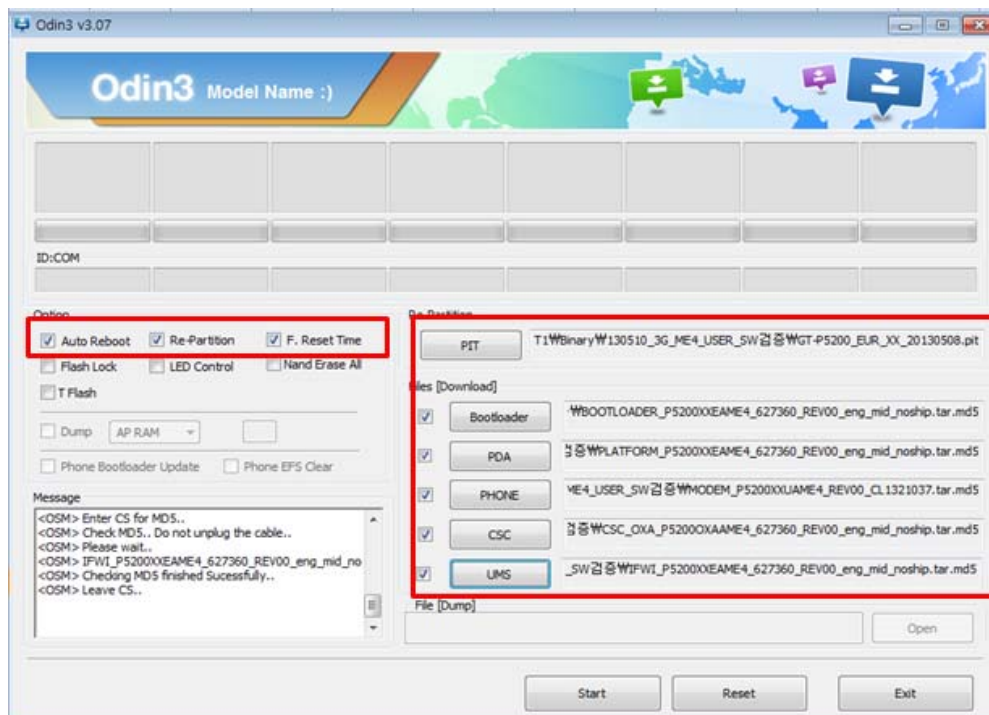 Odin3 v3.07
Odin3 Model Name :)
ID:COM
Option
Auto Reboot Re-Partition F. Reset Time
Flash Lock LED Control Nand Erase All
T Flash
Dump AP RAM
Phone Bootloader Update Phone EFS Clear
Message
<OSM> Enter CS for MD5..
<OSM> Check MD5.. Do not unplug the cable..
<OSM> Please wait..
<OSM> IFWI_P5200XXEAME4_627360_REV00_eng_mid_no
<OSM> Checking MD5 finished Sucessfully..
<OSM> Leave CS..
Re-Partition
PIT T1₩Binary₩130510_3G_ME4_USER_SW검증₩GT-P5200_EUR_XX_20130508.pit
Files [Download]
Bootloader ₩BOOTLOADER_P5200XXEAME4_627360_REV00_eng_mid_noship.tar.md5
PDA 증₩PLATFORM_P5200XXEAME4_627360_REV00_eng_mid_noship.tar.md5
PHONE ME4_USER_SW검증₩MODEM_P5200XXUAME4_REV00_CL1321037.tar.md5
CSC 검증₩CSC_OXA_P5200OXAAME4_627360_REV00_eng_mid_noship.tar.md5
UMS _SW검증₩IFWI_P5200XXEAME4_627360_REV00_eng_mid_noship.tar.md5
File [Dump]
Open
Start Reset Exit